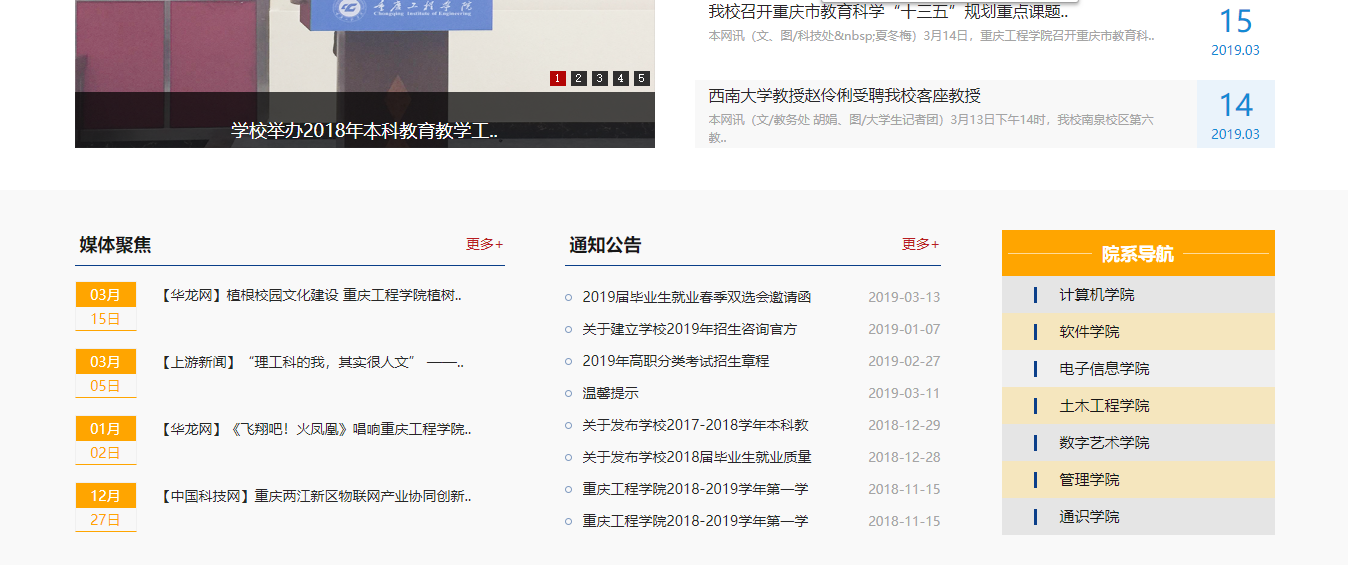 重庆工程学院
Chongqing Institute of Engineering
1 2 3 4 5
学校举办2018年本科教育教学工..
我校召开重庆市教育科学“十三五”规划重点课题..
本网讯（文、图/科技处&nbsp;夏冬梅）3月14日，重庆工程学院召开重庆市教育科..
15
2019.03
西南大学教授赵伶俐受聘我校客座教授
本网讯（文/教务处 胡娟、图/大学生记者团）3月13日下午14时，我校南泉校区第六
教..
14
2019.03
媒体聚焦
更多+
03月
15日
【华龙网】植根校园文化建设 重庆工程学院植树..
03月
05日
【上游新闻】“理工科的我，其实很人文” ——..
01月
02日
【华龙网】《飞翔吧！火凤凰》唱响重庆工程学院..
12月
27日
【中国科技网】重庆两江新区物联网产业协同创新..
通知公告
更多+
2019届毕业生就业春季双选会邀请函 2019-03-13
关于建立学校2019年招生咨询官方 2019-01-07
2019年高职分类考试招生章程 2019-02-27
温馨提示 2019-03-11
关于发布学校2017-2018学年本科教 2018-12-29
关于发布学校2018届毕业生就业质量 2018-12-28
重庆工程学院2018-2019学年第一学 2018-11-15
重庆工程学院2018-2019学年第一学 2018-11-15
院系导航
计算机学院
软件学院
电子信息学院
土木工程学院
数字艺术学院
管理学院
通识学院